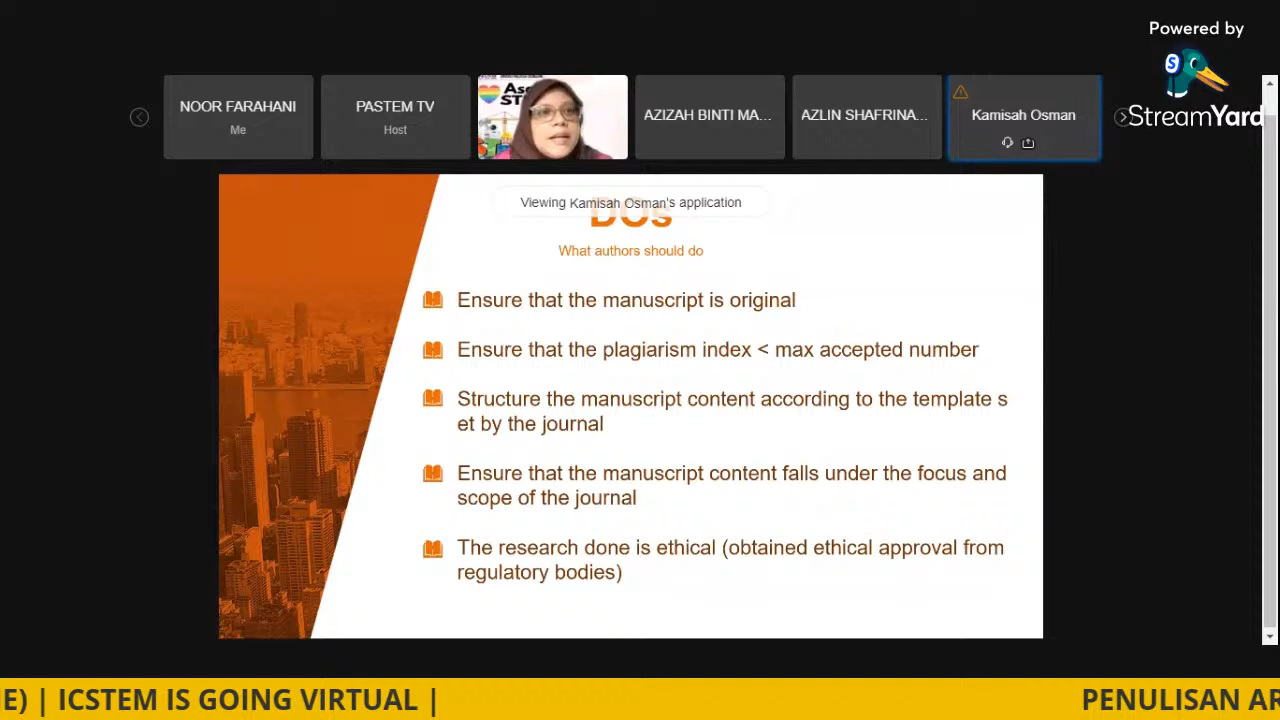 Powered by
StreamYard
NOOR FARAHANI
Me
PASTEM TV
Host
AZIZAH BINTI MA...
AZLIN SHAFRINA...
Kamisah Osman
Viewing Kamisah Osman's application
DOs
What authors should do
Ensure that the manuscript is original
Ensure that the plagiarism index < max accepted number
Structure the manuscript content according to the template s
et by the journal
Ensure that the manuscript content falls under the focus and
scope of the journal
The research done is ethical (obtained ethical approval from
regulatory bodies)
E) | ICSTEM IS GOING VIRTUAL |
PENULISAN AR